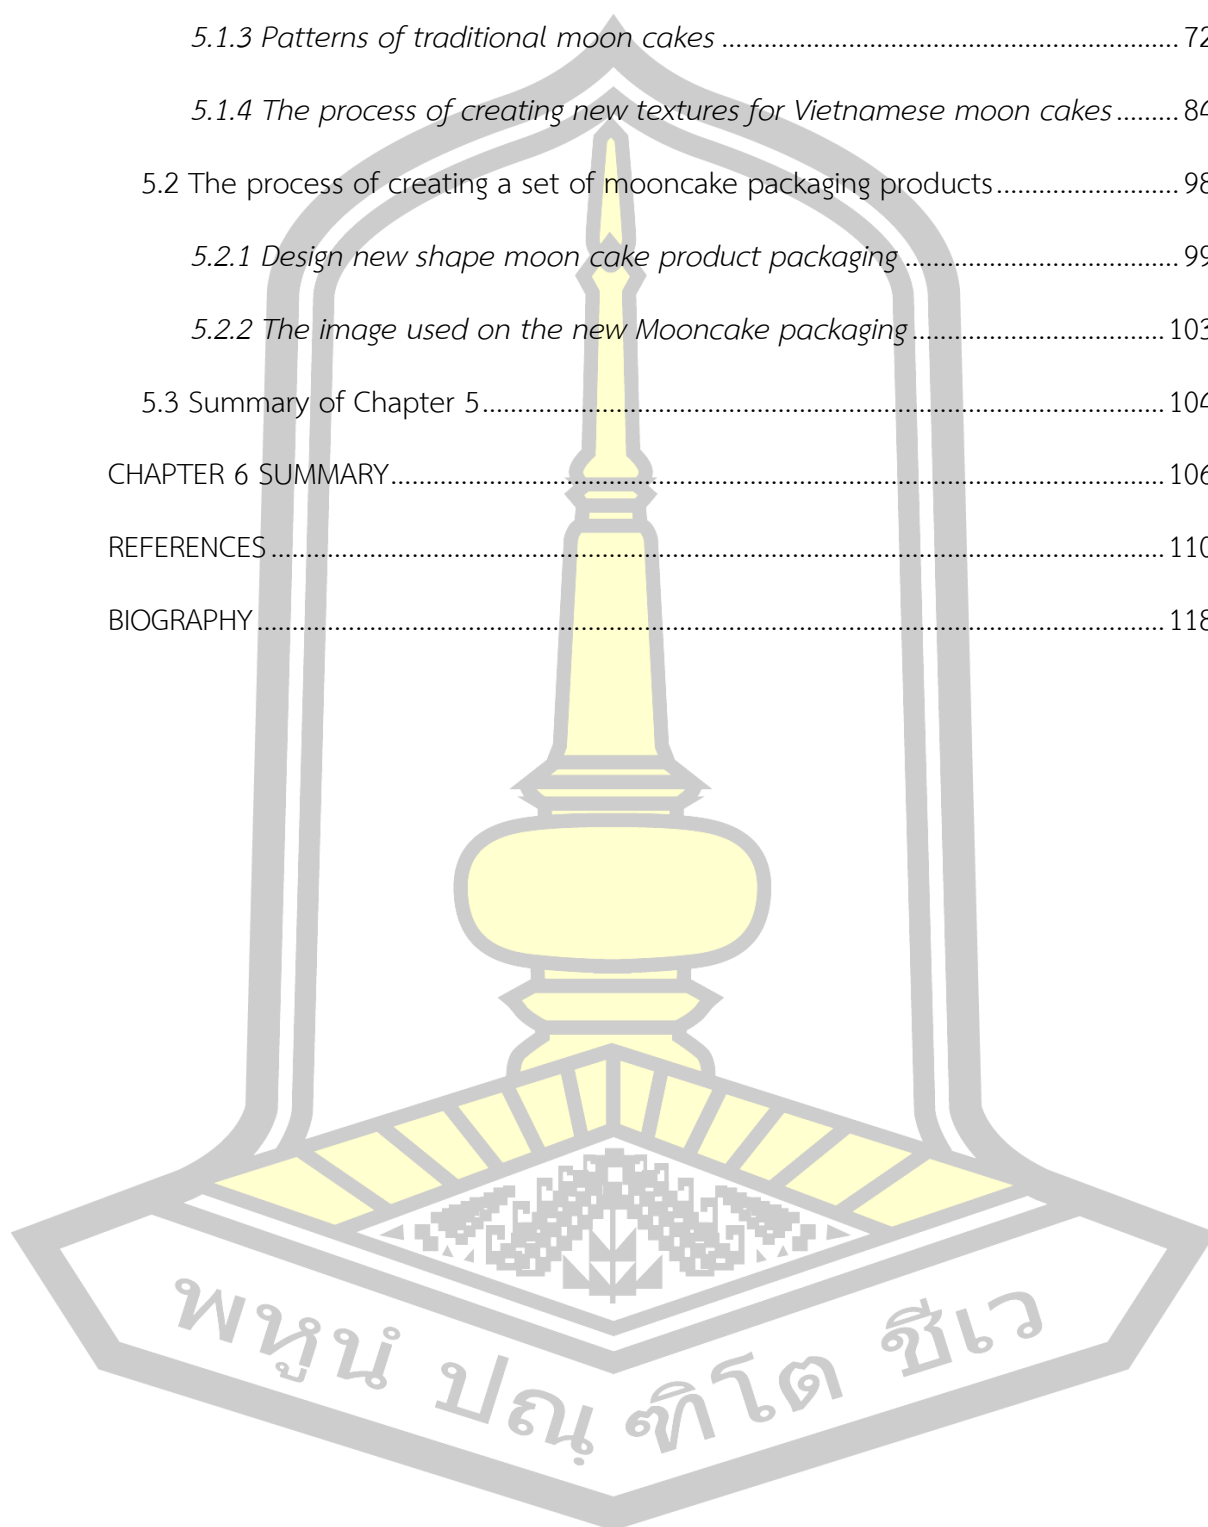 5.1.3 Patterns of traditional moon cakes ........................................................ 72
5.1.4 The process of creating new textures for Vietnamese moon cakes ......... 84
5.2 The process of creating a set of mooncake packaging products ...................... 98
5.2.1 Design new shape moon cake product packaging ................................. 99
5.2.2 The image used on the new Mooncake packaging ............................... 103
5.3 Summary of Chapter 5 .................................................................................... 104
CHAPTER 6 SUMMARY .............................................................................................. 106
REFERENCES ............................................................................................................. 110
BIOGRAPHY ............................................................................................................... 118
พหูนํ ปณฺฑิโต ชีเว